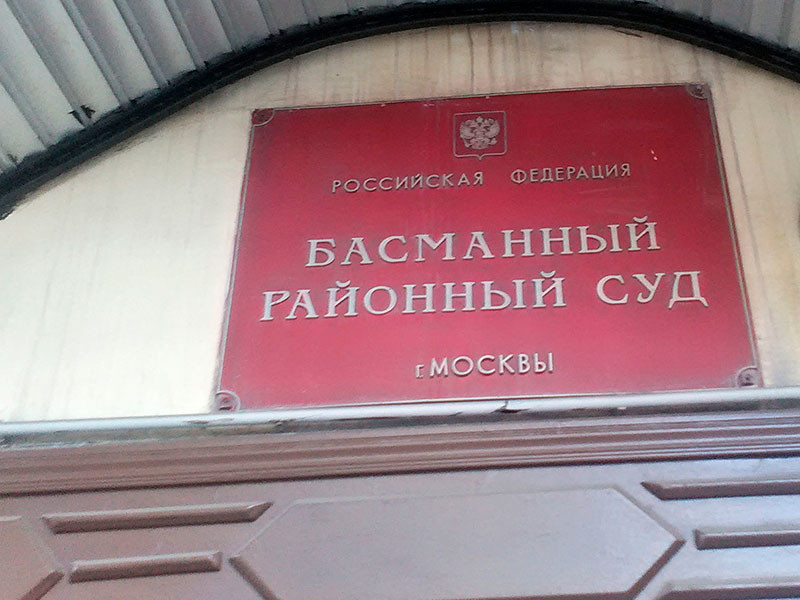 РОССИЙСКАЯ ФЕДЕРАЦИЯ
БАСМАННЫЙ
РАЙОННЫЙ СУД
г. МОСКВЫ